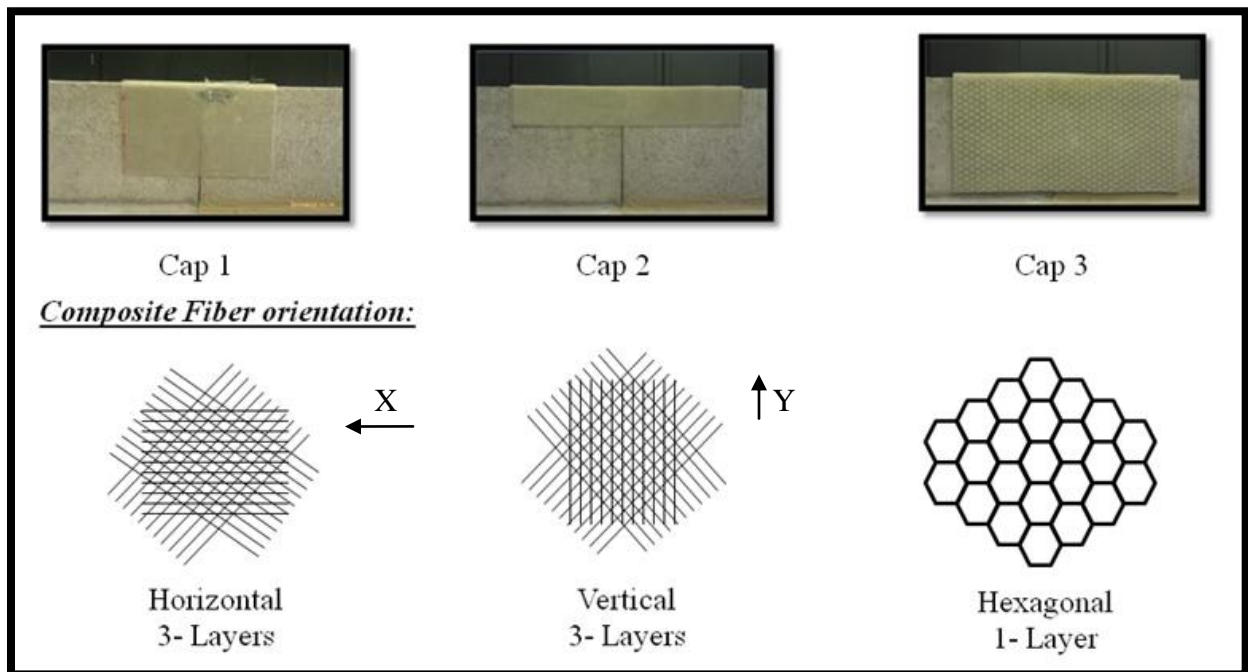 Cap 1
Cap 2
Cap 3
Composite Fiber orientation:
X
Y
Horizontal
3- Layers
Vertical
3- Layers
Hexagonal
1- Layer